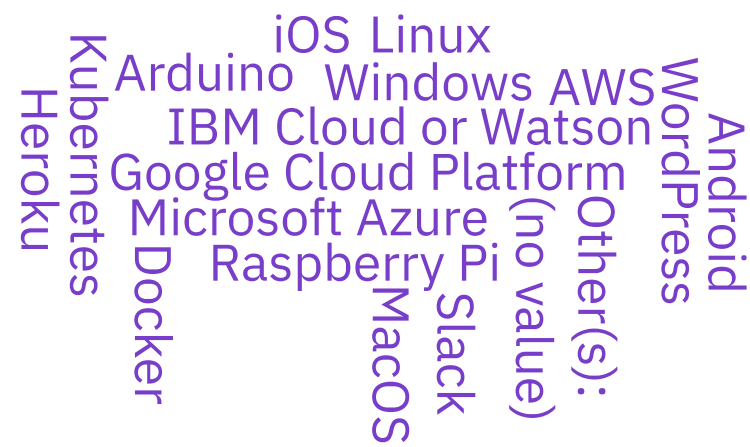 iOS
Linux
Arduino
Windows
AWS
IBM Cloud or Watson
Google Cloud Platform
Microsoft Azure
Raspberry Pi
Heroku
Kubernetes
Docker
MacOS
Slack
(no value)
Other(s):
WordPress
Android